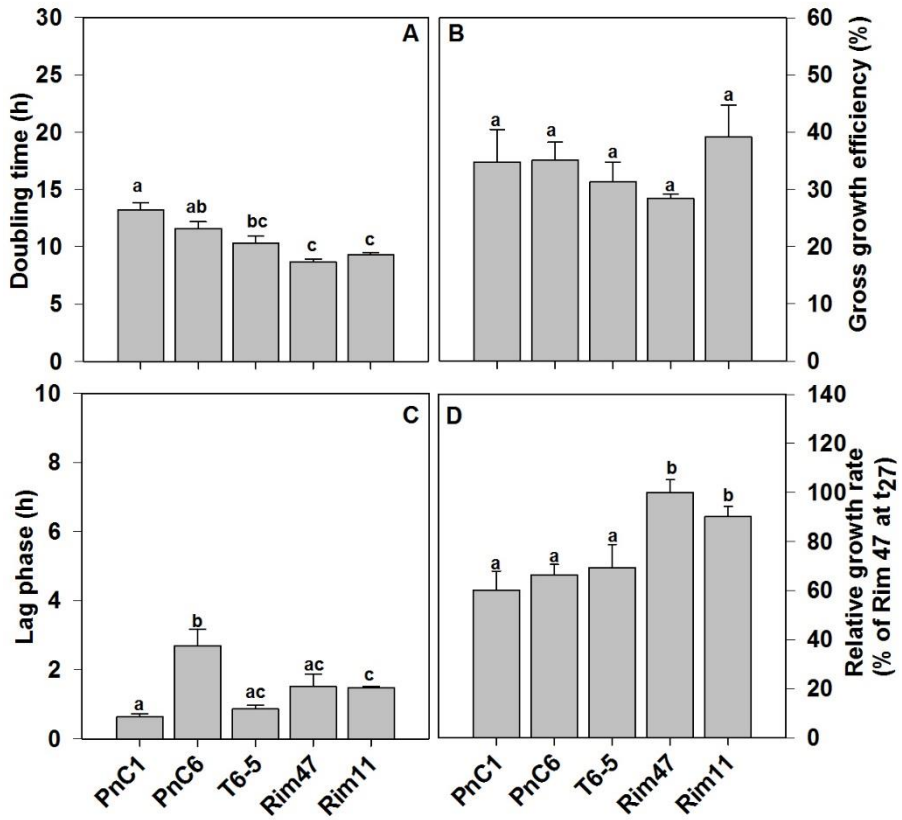 A
B
Doubling time (h)
30
25
20
15
10
5
0
a
ab
bc
c
c
a
a
a
a
a
60
50
40
30
20
10
0
Gross growth efficiency (%)
C
D
Lag phase (h)
10
8
6
4
2
0
a
b
ac
ac
c
a
a
a
b
b
140
120
100
80
60
40
20
0
Relative growth rate
(% of Rim 47 at t27)
PnC1
PnC6
T6-5
Rim47
Rim11
PnC1
PnC6
T6-5
Rim47
Rim11